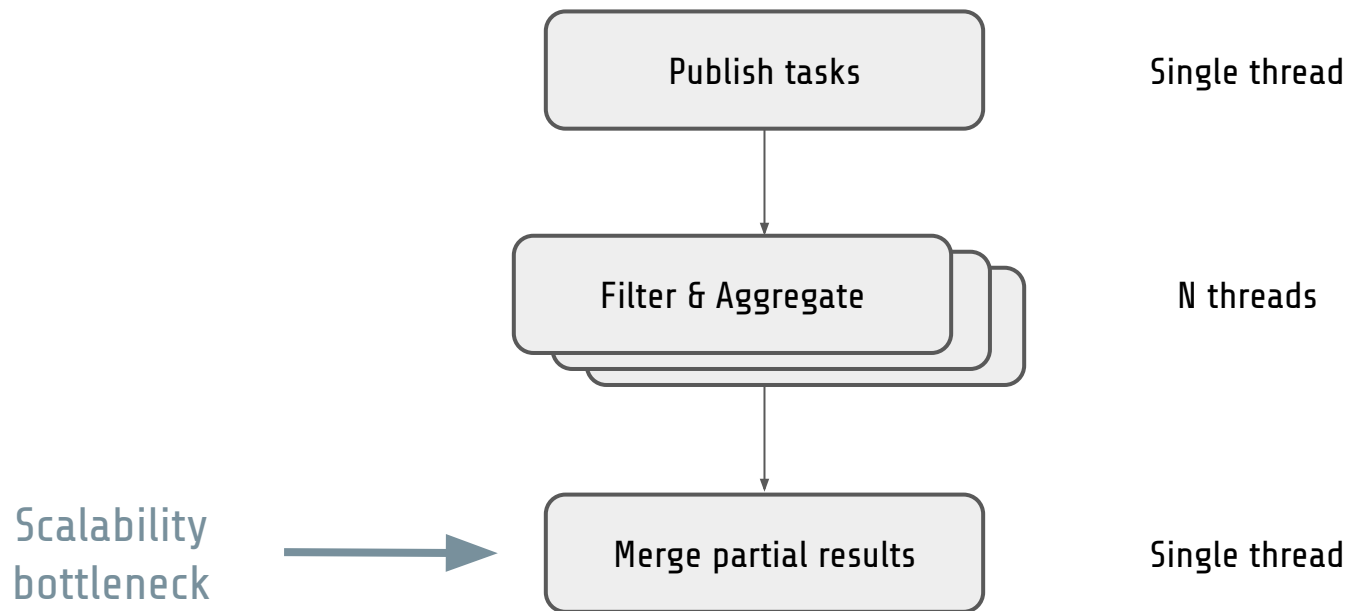 Publish tasks
Single thread
Filter & Aggregate
N threads
Scalability
bottleneck
Merge partial results
Single thread